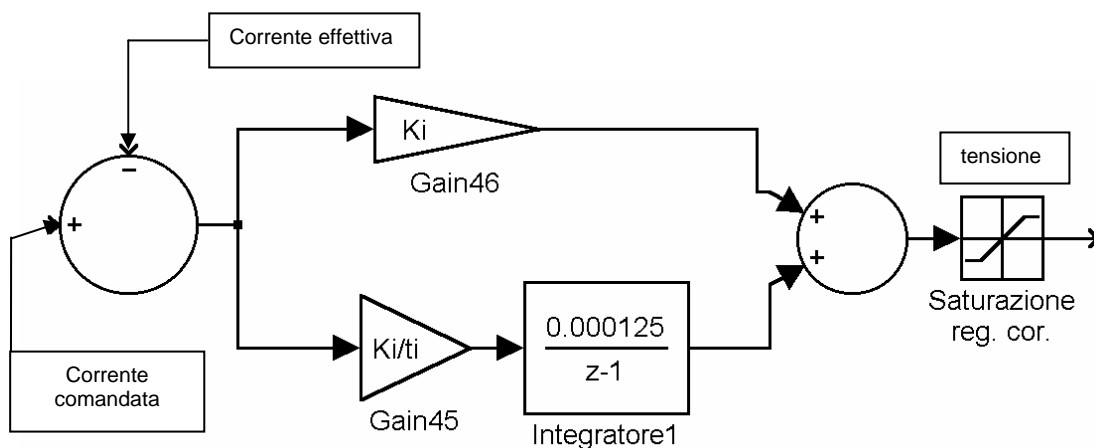 Corrente effettiva
−
+
Ki
Gain46
tensione
+
+
Saturazione
reg. cor.
Ki/ti
Gain45
0.000125
z-1
Integratore1
Corrente
comandata